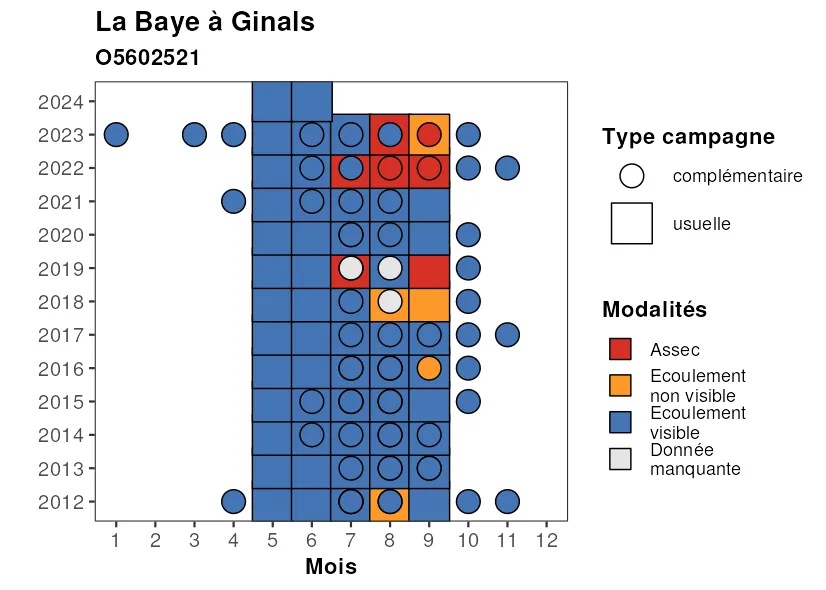 La Baye à Ginals
O5602521
2024
2023
2022
2021
2020
2019
2018
2017
2016
2015
2014
2013
2012
1 2 3 4 5 6 7 8 9 10 11 12
Mois
Type campagne
complémentaire
usuelle
Modalités
Assec
Ecoulement
non visible
Ecoulement
visible
Donnée
manquante